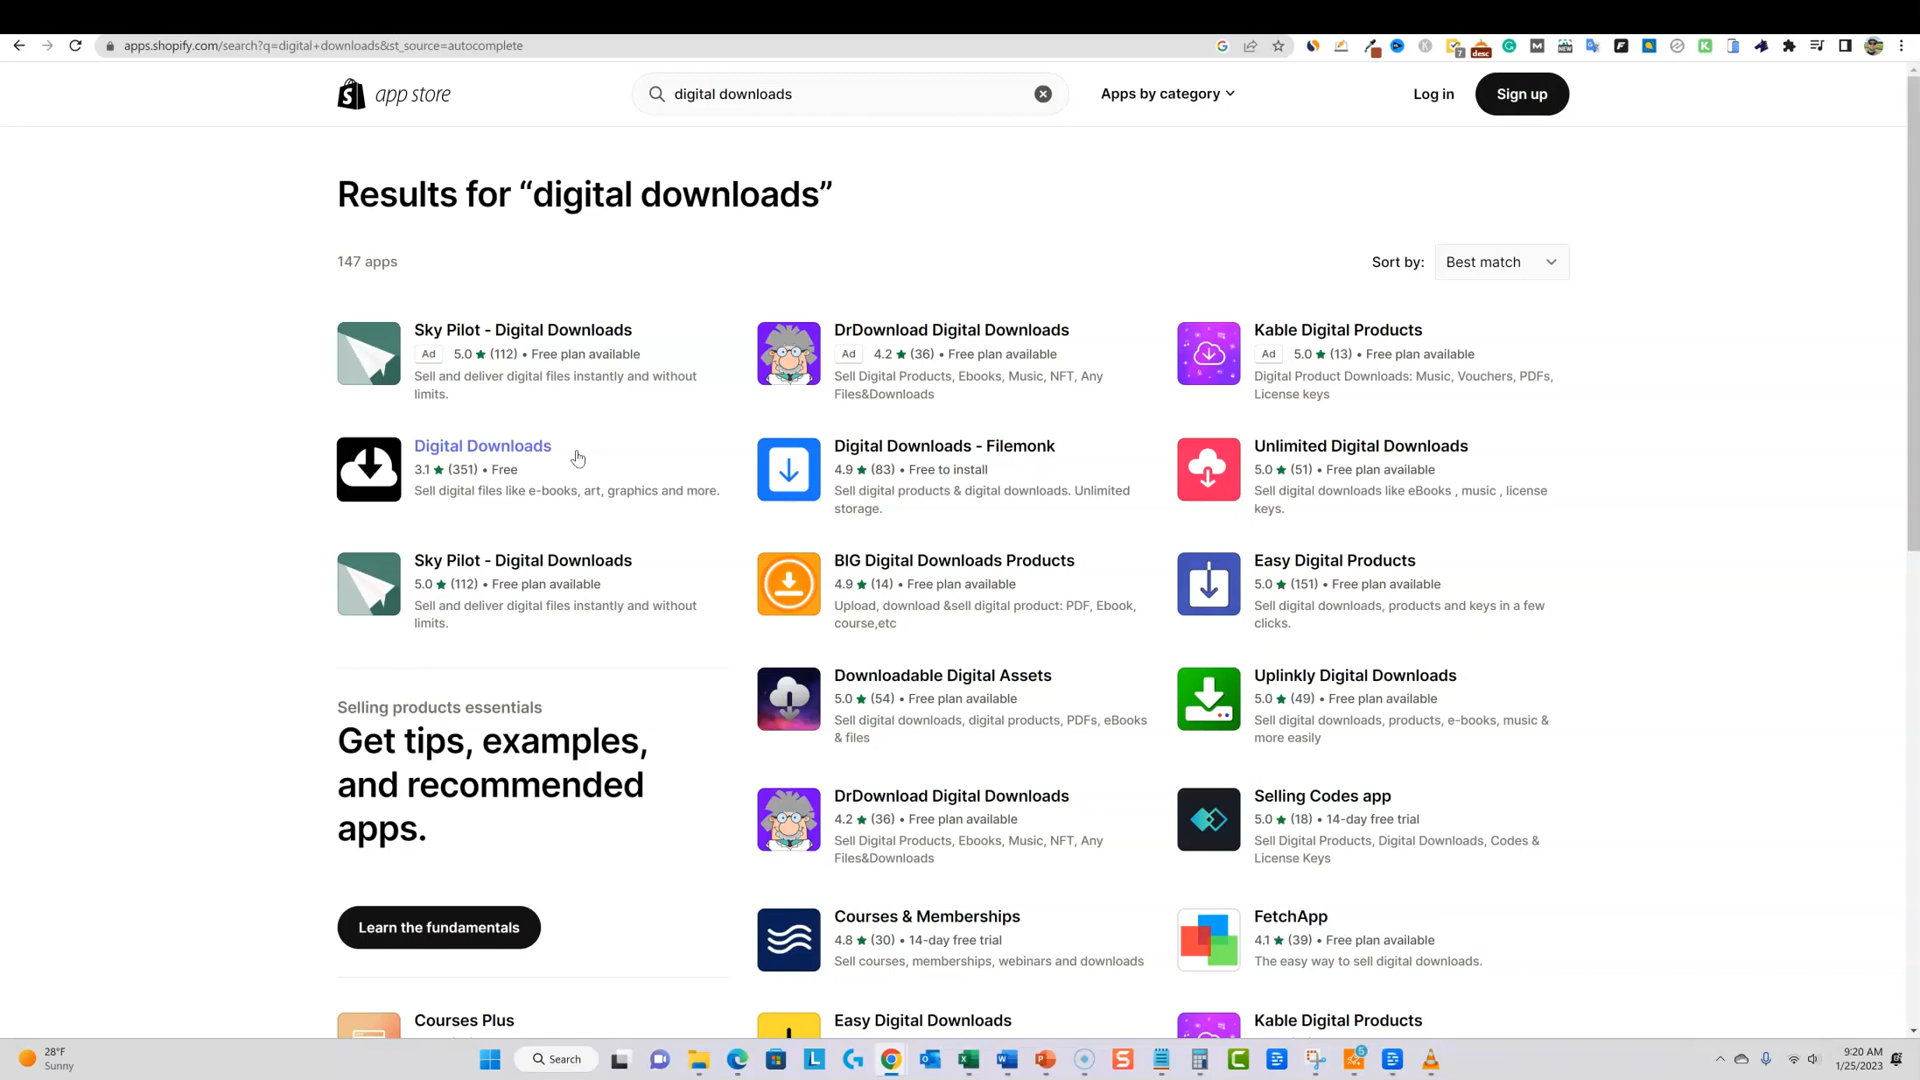 apps.shopify.com/search?q=digital+downloads&st_source=autocomplete
app store
digital downloads
Apps by category
Log in
Sign up
Results for “digital downloads”
147 apps
Sort by:
Best match
Sky Pilot - Digital Downloads
Ad 5.0 ★ (112) • Free plan available
Sell and deliver digital files instantly and without
limits.
DrDownload Digital Downloads
Ad 4.2 ★ (36) • Free plan available
Sell Digital Products, Ebooks, Music, NFT, Any
Files&Downloads
Kable Digital Products
Ad 5.0 ★ (13) • Free plan available
Digital Product Downloads: Music, Vouchers, PDFs,
License keys
Digital Downloads
3.1 ★ (351) • Free
Sell digital files like e-books, art, graphics and more.
Digital Downloads - Filemonk
4.9 ★ (83) • Free to install
Sell digital products & digital downloads. Unlimited
storage.
Unlimited Digital Downloads
5.0 ★ (51) • Free plan available
Sell digital downloads like eBooks , music , license
keys.
Sky Pilot - Digital Downloads
5.0 ★ (112) • Free plan available
Sell and deliver digital files instantly and without
limits.
BIG Digital Downloads Products
4.9 ★ (14) • Free plan available
Upload, download &sell digital product: PDF, Ebook,
course,etc
Easy Digital Products
5.0 ★ (151) • Free plan available
Sell digital downloads, products and keys in a few
clicks.
Selling products essentials
Get tips, examples,
and recommended
apps.
Learn the fundamentals
Downloadable Digital Assets
5.0 ★ (54) • Free plan available
Sell digital downloads, digital products, PDFs, eBooks
& files
Uplinkly Digital Downloads
5.0 ★ (49) • Free plan available
Sell digital downloads, products, e-books, music &
more easily
DrDownload Digital Downloads
4.2 ★ (36) • Free plan available
Sell Digital Products, Ebooks, Music, NFT, Any
Files&Downloads
Selling Codes app
5.0 ★ (18) • 14-day free trial
Sell Digital Products, Digital Downloads, Codes &
License Keys
Courses & Memberships
4.8 ★ (30) • 14-day free trial
Sell courses, memberships, webinars and downloads
FetchApp
4.1 ★ (39) • Free plan available
The easy way to sell digital downloads.
Courses Plus
Easy Digital Downloads
Kable Digital Products
28°F
Sunny
Search
9:20 AM
1/25/2023